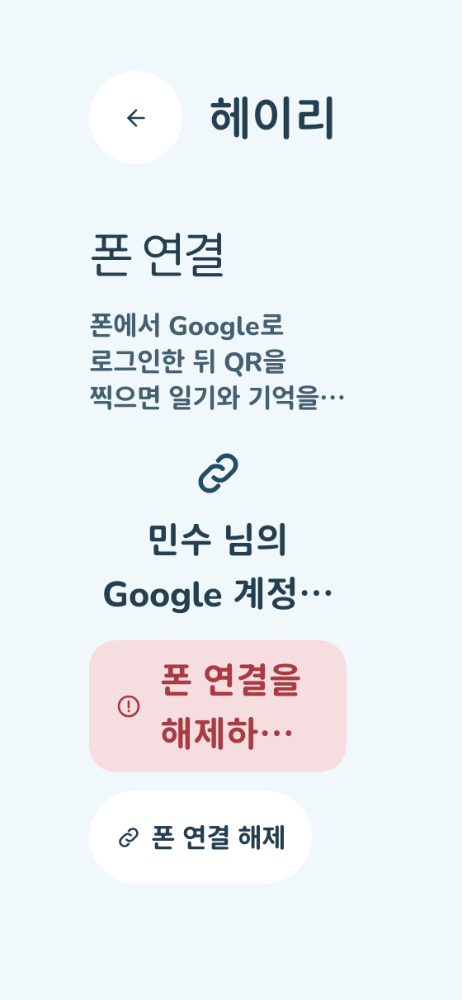 헤이리
폰 연결
폰에서 Google로
로그인한 뒤 QR을
찍으면 일기와 기억을…
민수 님의
Google 계정…
폰 연결을
해제하…
폰 연결 해제